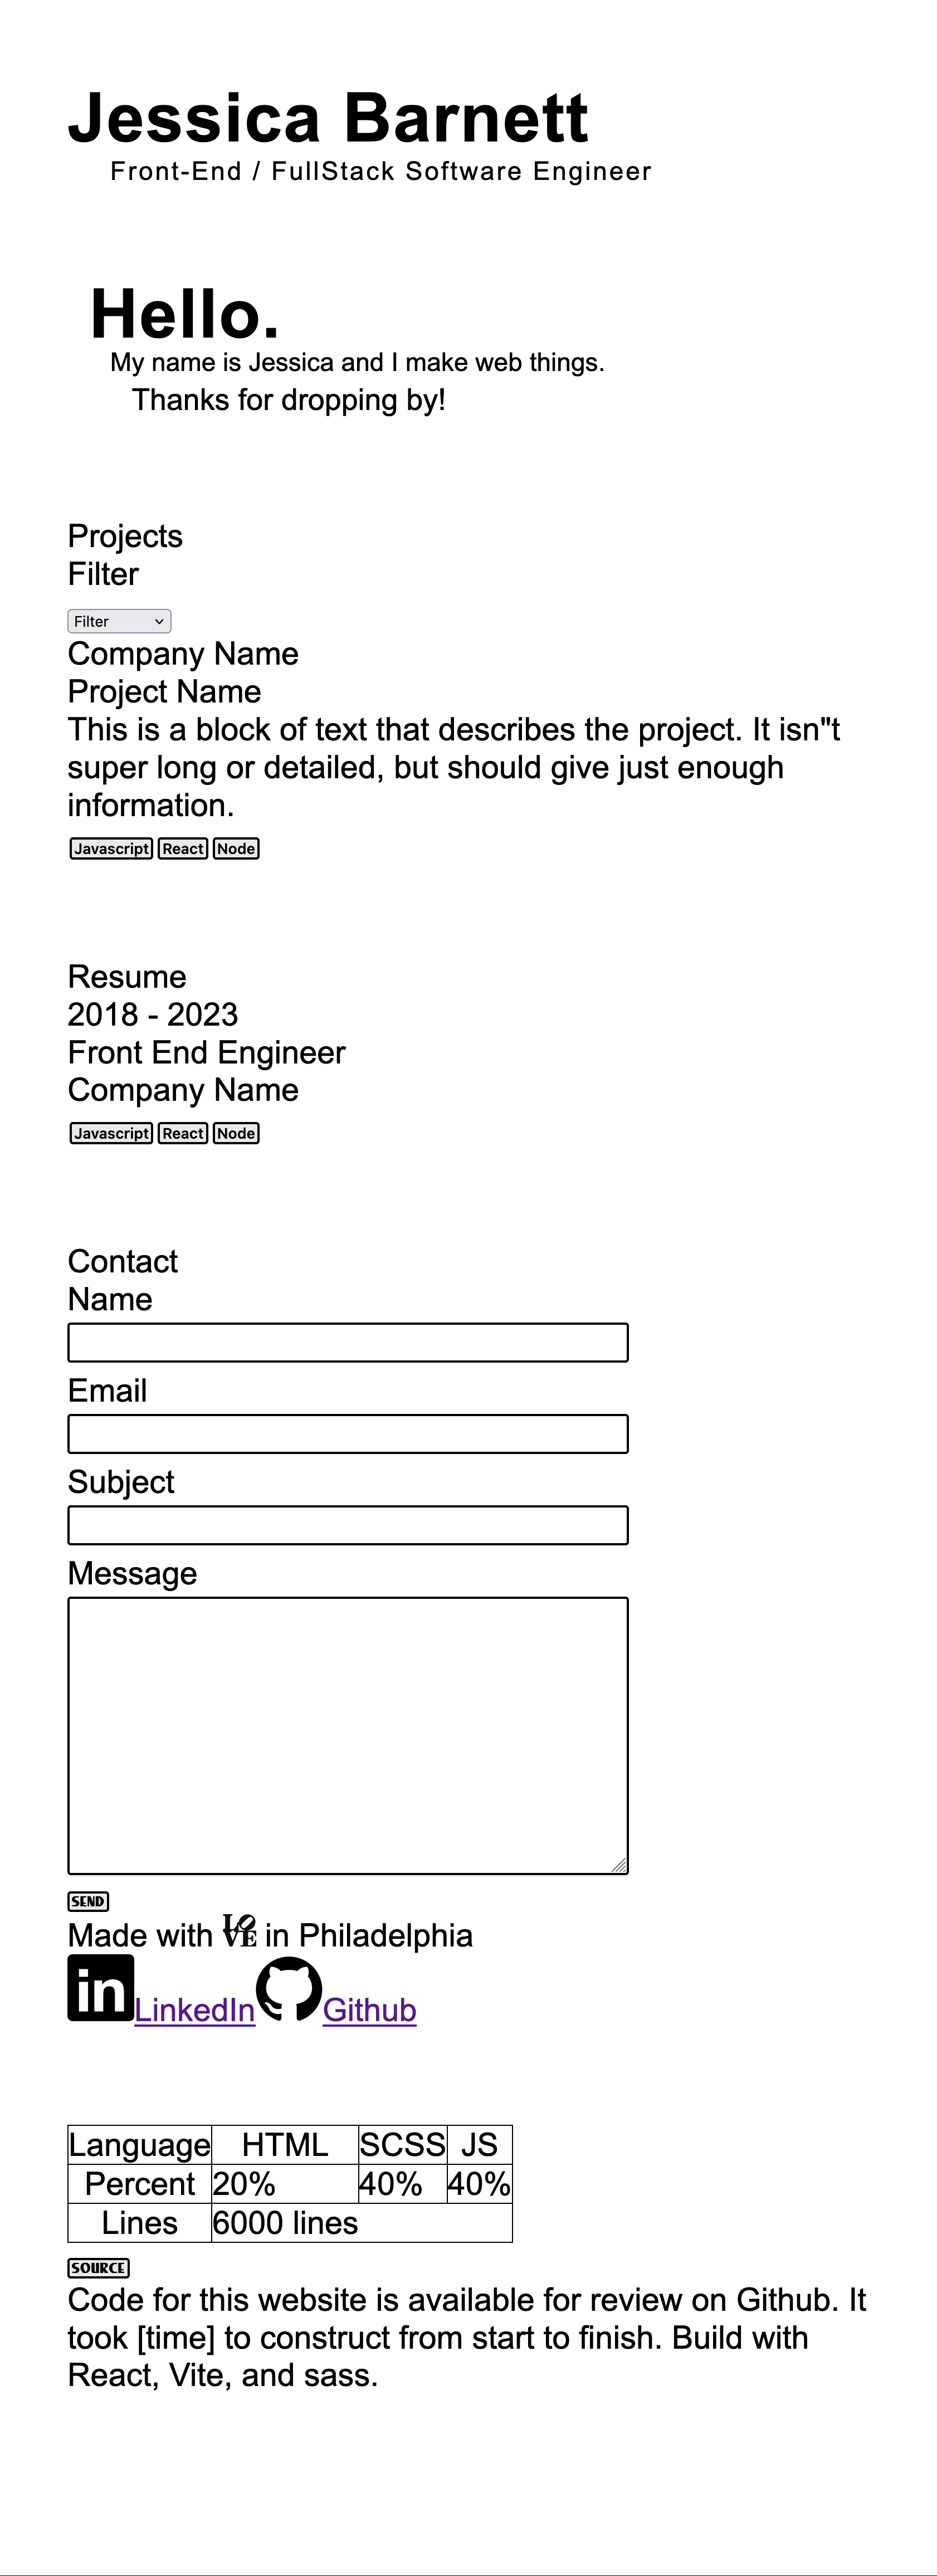 Jessica Barnett
Front-End / FullStack Software Engineer
Hello.
My name is Jessica and I make web things.
Thanks for dropping by!
Projects
Filter
Filter
Company Name
Project Name
This is a block of text that describes the project. It isn"t
super long or detailed, but should give just enough
information.
Javascript React Node
Resume
2018 - 2023
Front End Engineer
Company Name
Javascript React Node
Contact
Name
Email
Subject
Message
SEND
Made with LOVE in Philadelphia
in LinkedIn Github
Language HTML SCSS JS
Percent 20% 40% 40%
Lines 6000 lines
SOURCE
Code for this website is available for review on Github. It
took [time] to construct from start to finish. Build with
React, Vite, and sass.